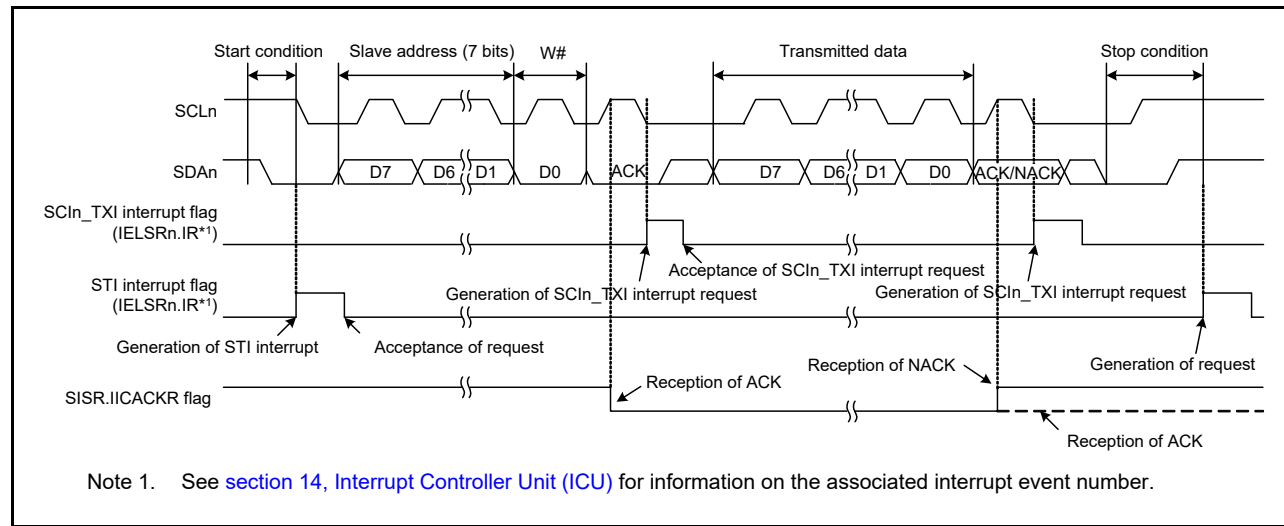 Start condition Slave address (7 bits) W# Transmitted data Stop condition
SCLn
SDAn D7 D6 D1 D0 ACK D7 D6 D1 D0 ACK/NACK
SCIn_TXI interrupt flag
(IELSRn.IR*1)
Acceptance of SCIn_TXI interrupt request
Generation of SCIn_TXI interrupt request Generation of SCIn_TXI interrupt request
STI interrupt flag
(IELSRn.IR*1)
Generation of STI interrupt Acceptance of request Generation of request
Reception of ACK Reception of NACK
SISR.IICACKR flag
Reception of ACK
Note 1. See section 14, Interrupt Controller Unit (ICU) for information on the associated interrupt event number.